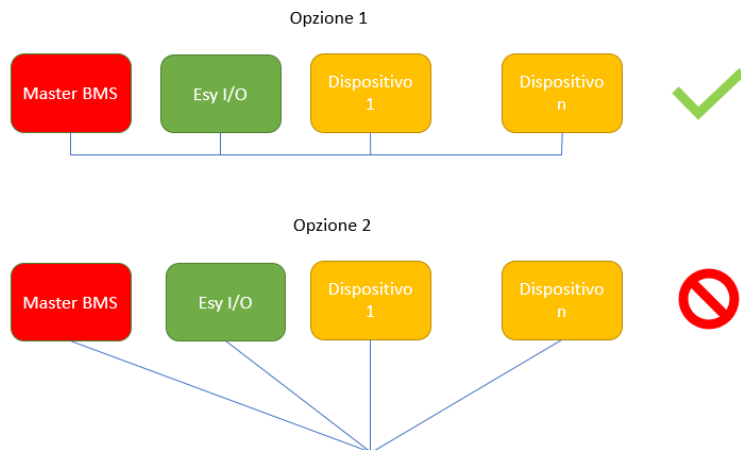 Opzione 1
Master BMS
Esy I/O
Dispositivo
1
Dispositivo
n
Opzione 2
Master BMS
Esy I/O
Dispositivo
1
Dispositivo
n